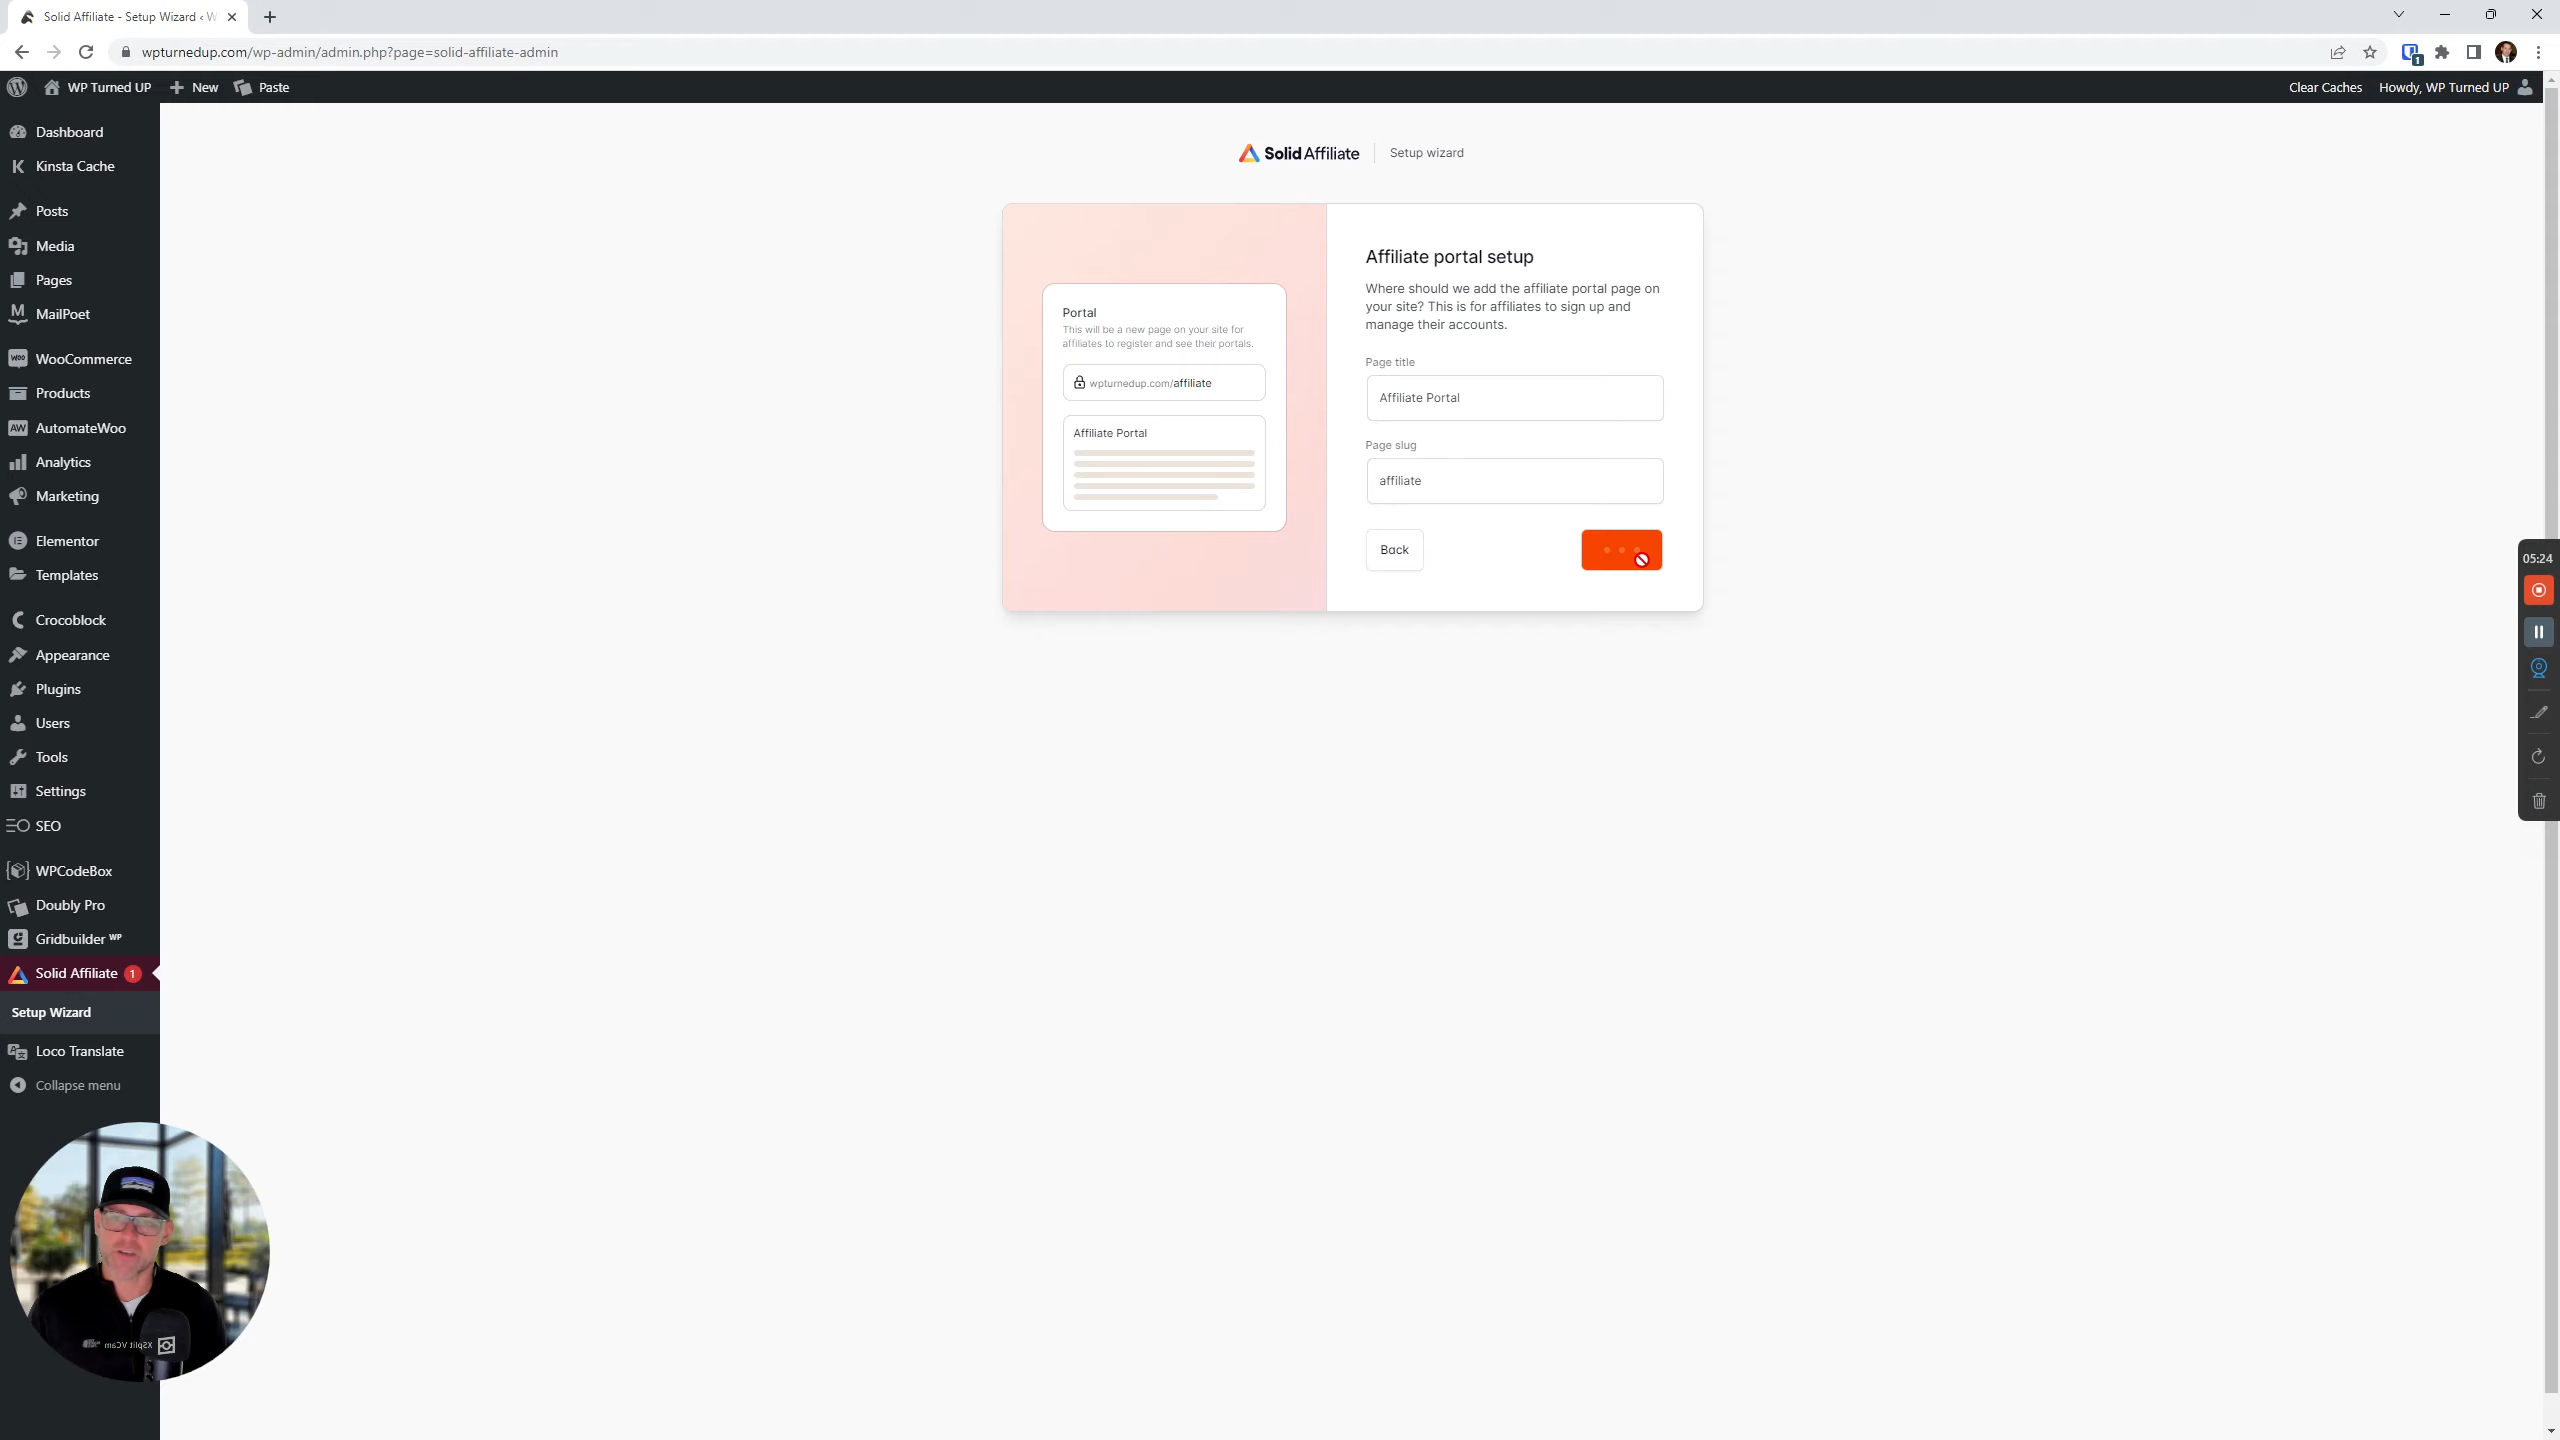 Solid Affiliate - Setup Wizard ‹ W
wpturnedup.com/wp-admin/admin.php?page=solid-affiliate-admin
1
WP Turned UP
New
Paste
Clear Caches
Howdy, WP Turned UP
Dashboard
Kinsta Cache
Posts
Media
Pages
MailPoet
WooCommerce
Products
AutomateWoo
Analytics
Marketing
Elementor
Templates
Crocoblock
Appearance
Plugins
Users
Tools
Settings
SEO
WPCodeBox
Doubly Pro
Gridbuilder WP
Solid Affiliate 1
Setup Wizard
Loco Translate
Collapse menu
Solid Affiliate
Setup wizard
Portal
This will be a new page on your site for
affiliates to register and see their portals.
wpturnedup.com/affiliate
Affiliate Portal
Affiliate portal setup
Where should we add the affiliate portal page on
your site? This is for affiliates to sign up and
manage their accounts.
Page title
Affiliate Portal
Page slug
affiliate
Back
05:24
XSplit VCam